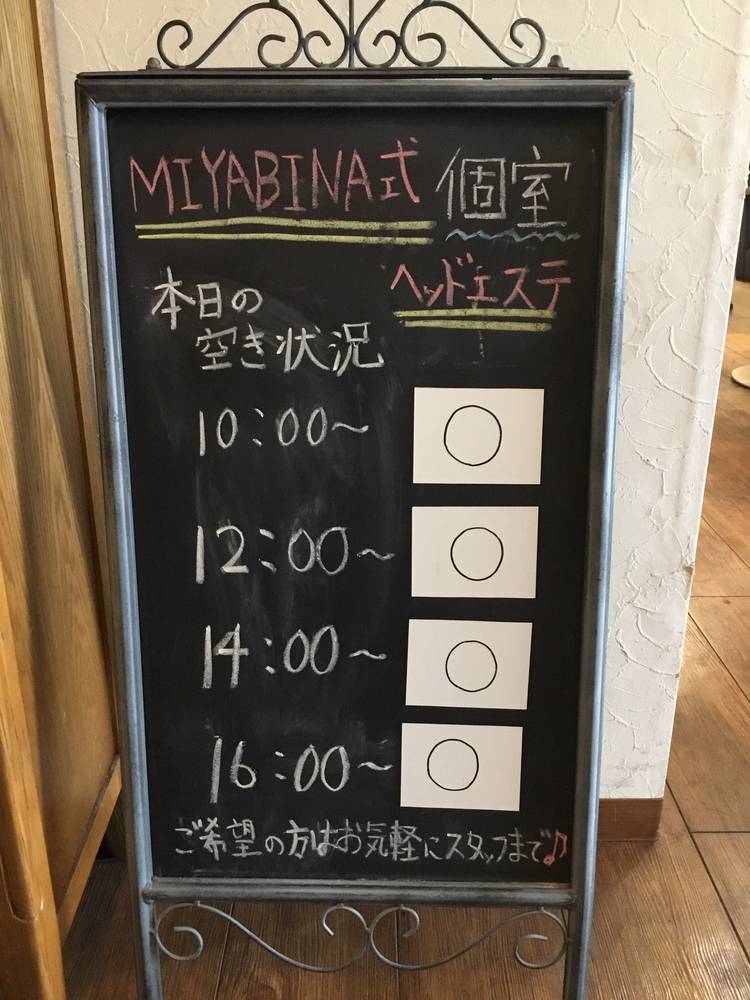 MIYABINA式 個室
ヘッドエステ
本日の
空き状況
10:00～ ○
12:00～ ○
14:00～ ○
16:00～ ○
ご希望の方はお気軽にスタッフまで♪